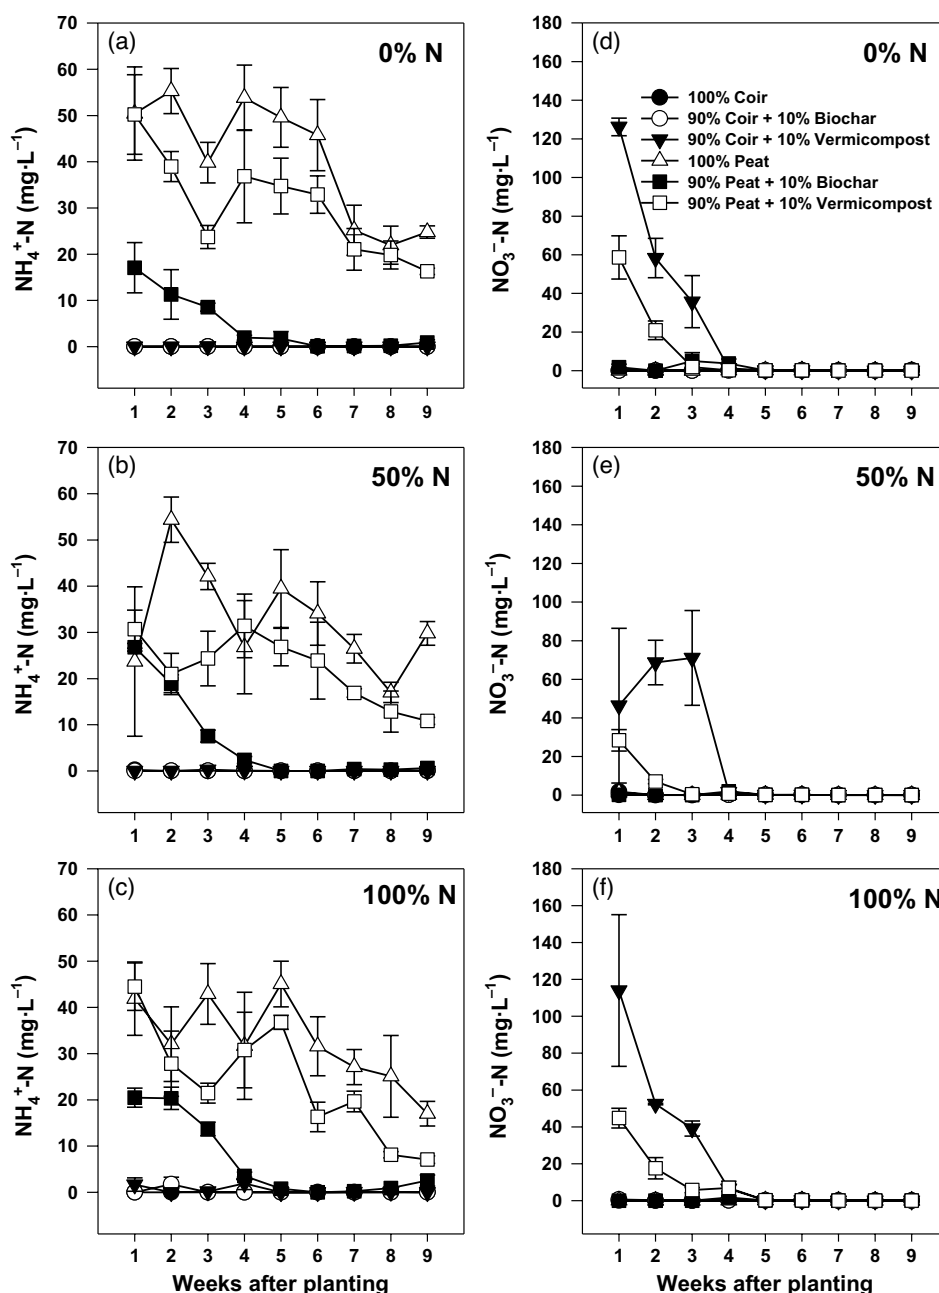 (a)
0% N
NH₄⁺-N (mg·L⁻¹)
70
60
50
40
30
20
10
0
1 2 3 4 5 6 7 8 9
(d)
0% N
NO₃⁻-N (mg·L⁻¹)
180
160
140
120
100
80
60
40
20
0
100% Coir
90% Coir + 10% Biochar
90% Coir + 10% Vermicompost
100% Peat
90% Peat + 10% Biochar
90% Peat + 10% Vermicompost
1 2 3 4 5 6 7 8 9
(b)
50% N
NH₄⁺-N (mg·L⁻¹)
70
60
50
40
30
20
10
0
1 2 3 4 5 6 7 8 9
(e)
50% N
NO₃⁻-N (mg·L⁻¹)
180
160
140
120
100
80
60
40
20
0
1 2 3 4 5 6 7 8 9
(c)
100% N
NH₄⁺-N (mg·L⁻¹)
70
60
50
40
30
20
10
0
1 2 3 4 5 6 7 8 9
Weeks after planting
(f)
100% N
NO₃⁻-N (mg·L⁻¹)
180
160
140
120
100
80
60
40
20
0
1 2 3 4 5 6 7 8 9
Weeks after planting